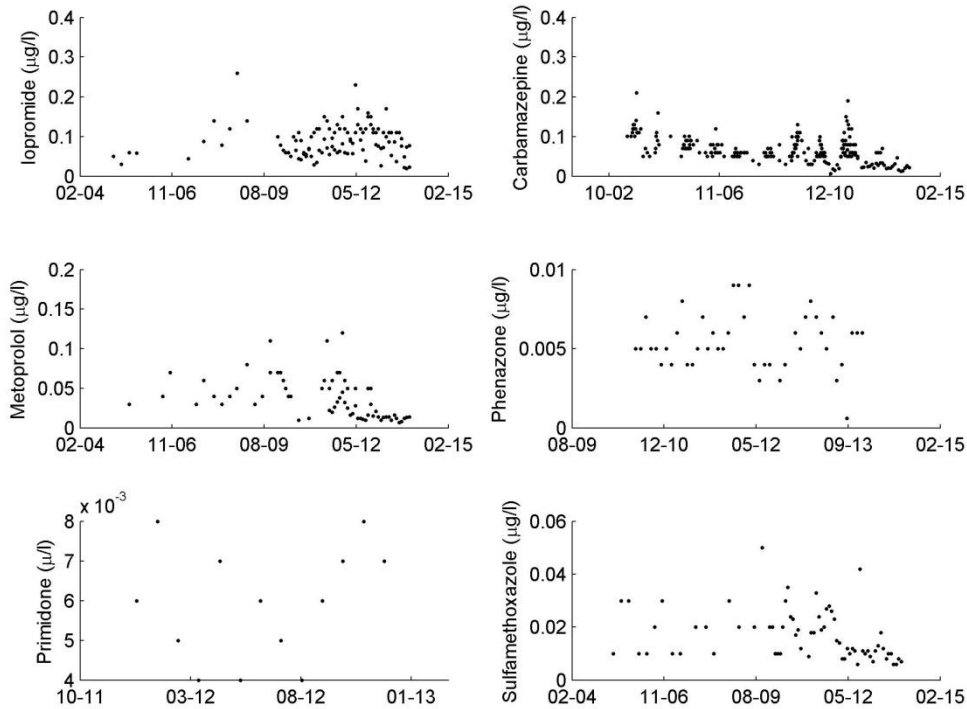 Iopromide (µg/l)
0.4
0.3
0.2
0.1
0
02-04 11-06 08-09 05-12 02-15
Carbamazepine (µg/l)
0.4
0.3
0.2
0.1
0
10-02 11-06 12-10 02-15
Metoprolol (µg/l)
0.2
0.15
0.1
0.05
0
02-04 11-06 08-09 05-12 02-15
Phenazone (µg/l)
0.01
0.005
0
08-09 12-10 05-12 09-13 02-15
Primidone (µ/l)
x 10-3
8
7
6
5
4
10-11 03-12 08-12 01-13
Sulfamethoxazole (µg/l)
0.06
0.04
0.02
0
02-04 11-06 08-09 05-12 02-15